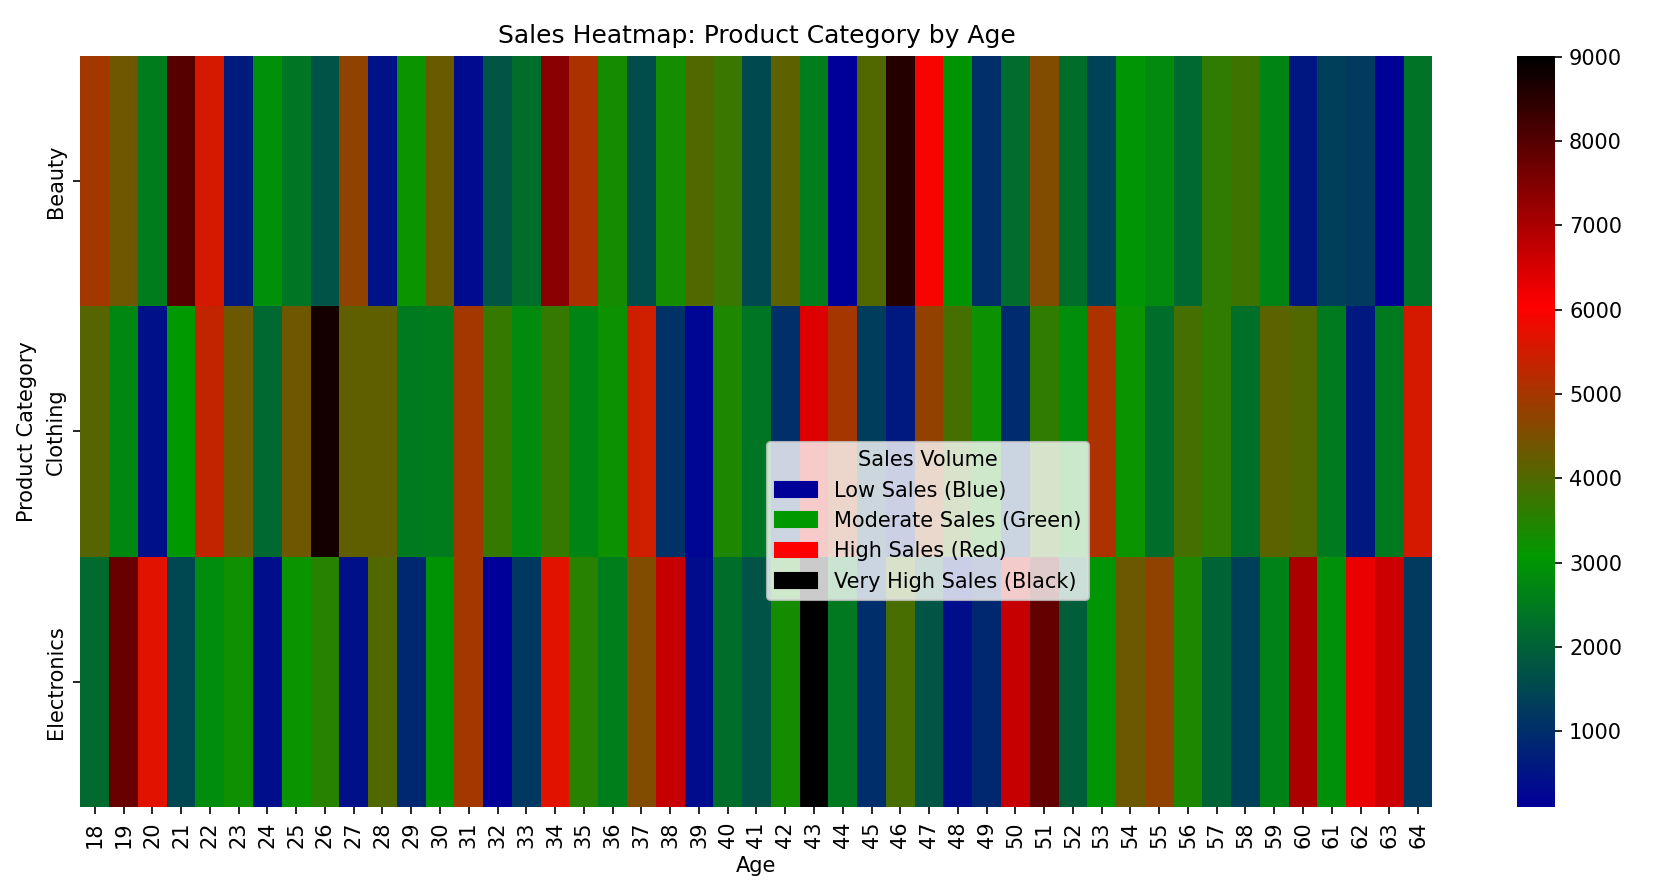 Sales Heatmap: Product Category by Age
Product Category
Beauty
Clothing
Electronics
Sales Volume
Low Sales (Blue)
Moderate Sales (Green)
High Sales (Red)
Very High Sales (Black)
18 19 20 21 22 23 24 25 26 27 28 29 30 31 32 33 34 35 36 37 38 39 40 41 42 43 44 45 46 47 48 49 50 51 52 53 54 55 56 57 58 59 60 61 62 63 64
Age
9000
8000
7000
6000
5000
4000
3000
2000
1000